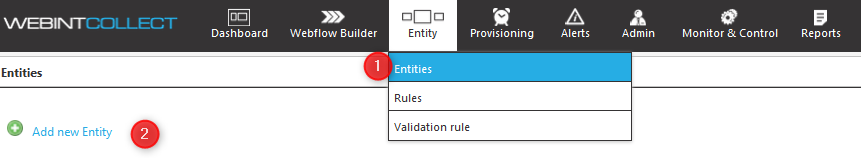 WEBINTCOLLECT
Dashboard Webflow Builder Entity Provisioning Alerts Admin Monitor & Control Reports
1 Entities
Entities
Rules
Add new Entity 2
Validation rule